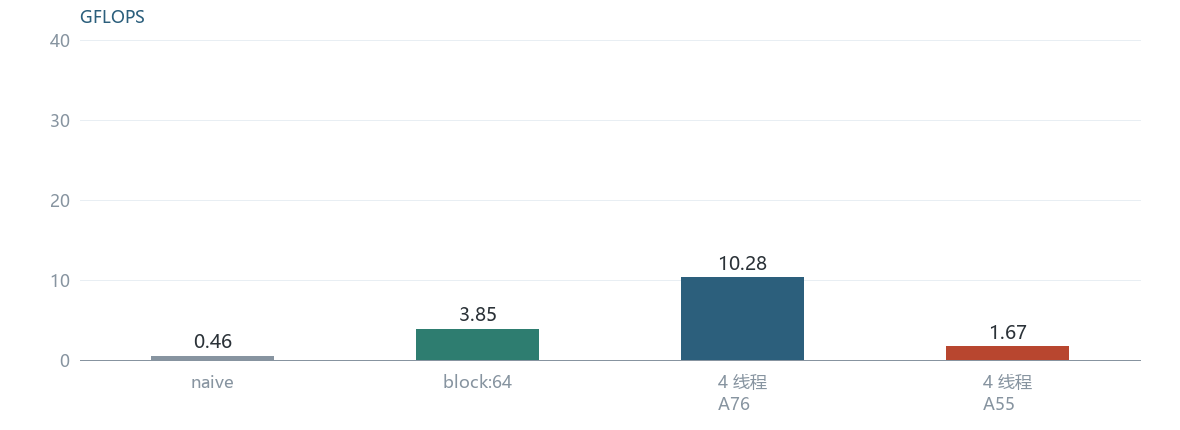 GFLOPS
40
30
20
10
0
0.46
3.85
10.28
1.67
naive
block:64
4 线程
A76
4 线程
A55